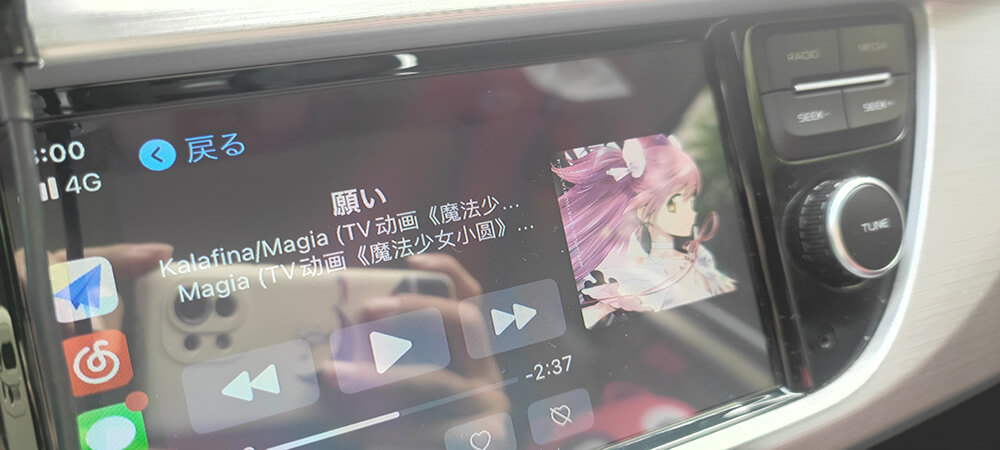 :00
戻る
4G
願い
Kalafina/Magia (TV动画《魔法少...
Magia (TV动画《魔法少女小圆》...
-2:37
RADIO
MEDIA
SEEK-
SEEK+
TUNE